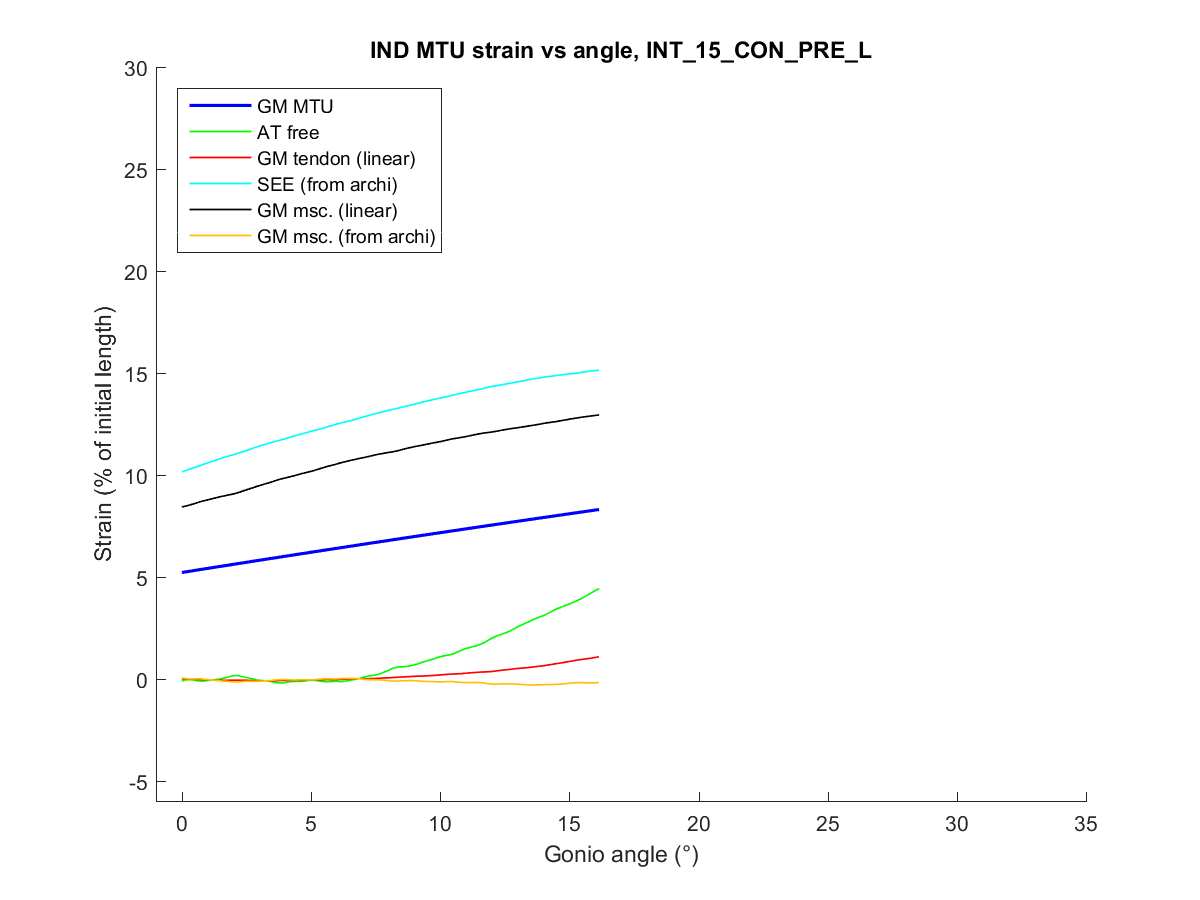 IND MTU strain vs angle, INT_15_CON_PRE_L
30
25
20
15
10
5
0
-5
Strain (% of initial length)
GM MTU
AT free
GM tendon (linear)
SEE (from archi)
GM msc. (linear)
GM msc. (from archi)
0 5 10 15 20 25 30 35
Gonio angle (°)